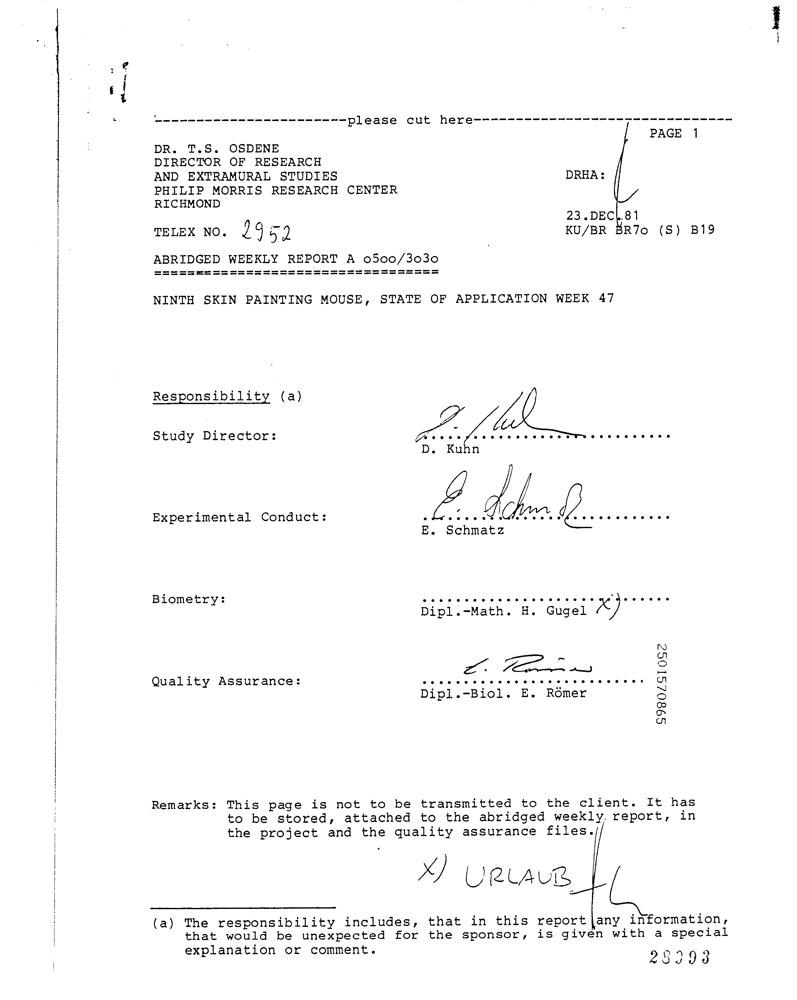 -----------------------please cut here-------------------------------
PAGE 1
DR. T.S. OSDENE
DIRECTOR OF RESEARCH
AND EXTRAMURAL STUDIES
DRHA:
PHILIP MORRIS RESEARCH CENTER
RICHMOND
23.DEC.81
TELEX NO. 2952
KU/BR BR7o (S) B19
ABRIDGED WEEKLY REPORT A o5oo/3o3o
==================================
NINTH SKIN PAINTING MOUSE, STATE OF APPLICATION WEEK 47
Responsibility (a)
Study Director:
D. Kuhn
E. Schmatz
Experimental Conduct:
E. Schmatz
Biometry:
Dipl.-Math. H. Gugel X)
E. Römer
Quality Assurance:
Dipl.-Biol. E. Römer
2501570865
Remarks: This page is not to be transmitted to the client. It has
to be stored, attached to the abridged weekly report, in
the project and the quality assurance files.
X) URLAUB
(a) The responsibility includes, that in this report any information,
that would be unexpected for the sponsor, is given with a special
explanation or comment.